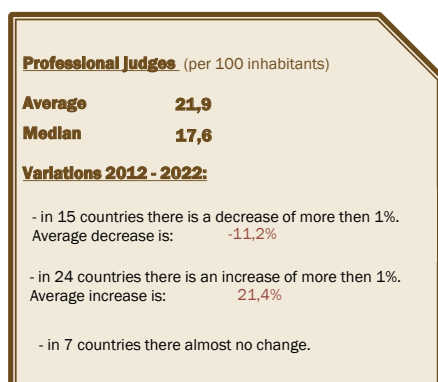 Professional Judges (per 100 inhabitants)
Average 21,9
Median 17,6
Variations 2012 - 2022:
- in 15 countries there is a decrease of more then 1%.
Average decrease is: -11,2%
- in 24 countries there is an increase of more then 1%.
Average increase is: 21,4%
- in 7 countries there almost no change.